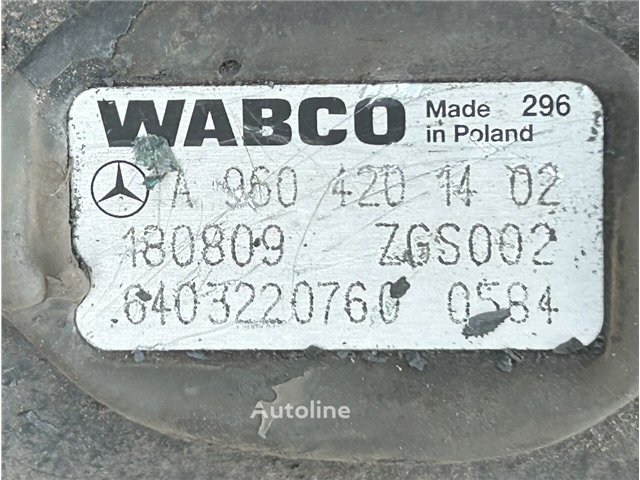 WABCO Made in Poland 296
A 960 420 14 02
180809 ZGS002
6403220760 0584
Autoline